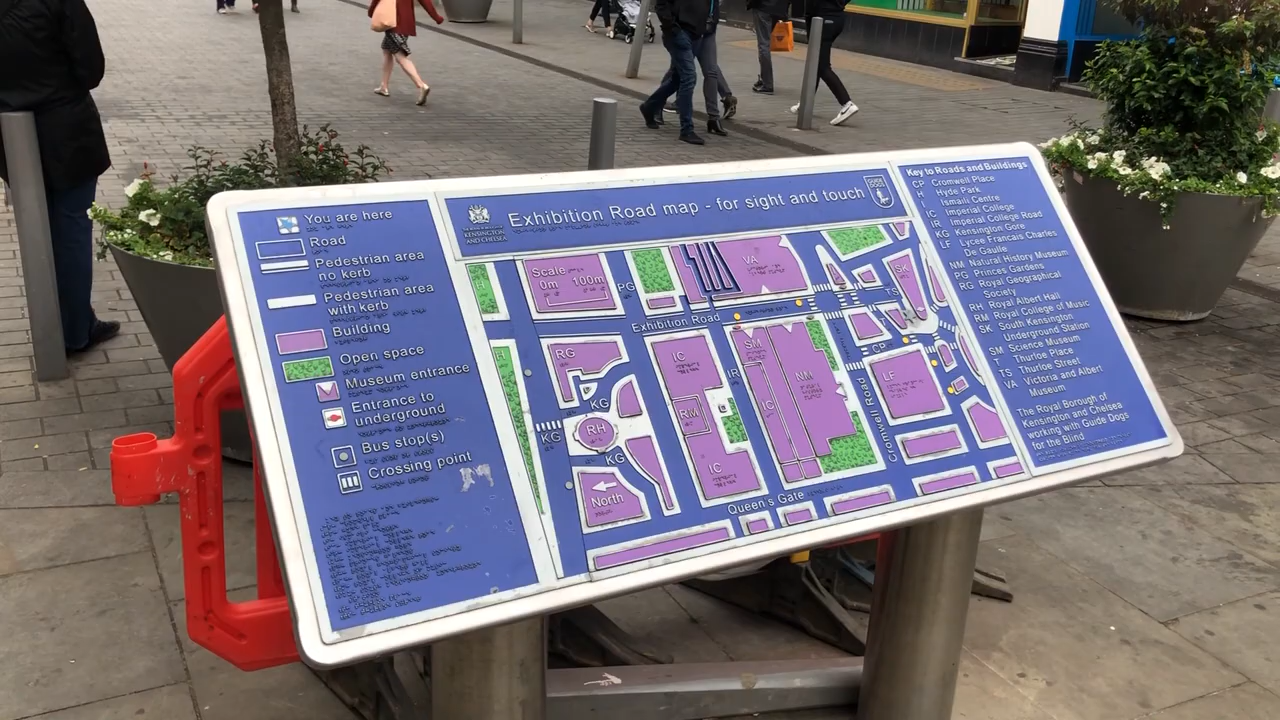 You are here
Road
Pedestrian area
no kerb
Pedestrian area
with kerb
Building
Open space
Museum entrance
Entrance to
underground
Bus stop(s)
Crossing point
KENSINGTON
AND CHELSEA
Exhibition Road map - for sight and touch
GUIDE
DOGS
H
Scale
0m 100m
PG
VA
SK
TS
Exhibition Road
H
RG
IC
SM
CP
KG
IR
NM
LF
RM
IC
KG
RH
KG
IC
Cromwell Road
North
Queen's Gate
Key to Roads and Buildings
CP Cromwell Place
H Hyde Park
I Ismaili Centre
IC Imperial College
IR Imperial College Road
KG Kensington Gore
LF Lycee Francais Charles
De Gaulle
NM Natural History Museum
PG Princes Gardens
RG Royal Geographical
Society
RH Royal Albert Hall
RM Royal College of Music
SK South Kensington
Underground Station
SM Science Museum
TP Thurloe Place
TS Thurloe Street
VA Victoria and Albert
Museum
The Royal Borough of
Kensington and Chelsea
working with Guide Dogs
for the Blind